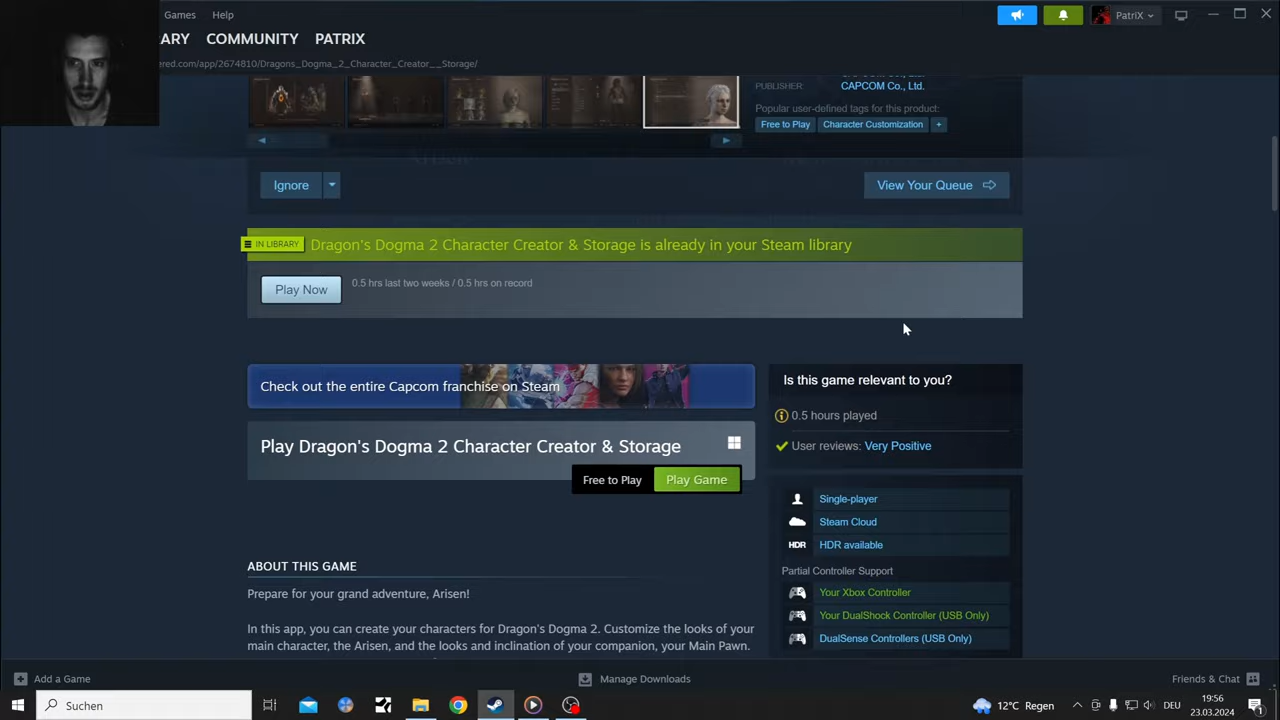 Games Help
PatriX
ARY COMMUNITY PATRIX
ered.com/app/2674810/Dragons_Dogma_2_Character_Creator__Storage/
PUBLISHER: CAPCOM Co., Ltd.
Popular user-defined tags for this product:
Free to Play Character Customization +
Ignore
View Your Queue
IN LIBRARY
Dragon's Dogma 2 Character Creator & Storage is already in your Steam library
Play Now
0.5 hrs last two weeks / 0.5 hrs on record
Check out the entire Capcom franchise on Steam
Is this game relevant to you?
0.5 hours played
User reviews: Very Positive
Play Dragon's Dogma 2 Character Creator & Storage
Free to Play Play Game
Single-player
Steam Cloud
HDR HDR available
Partial Controller Support
Your Xbox Controller
Your DualShock Controller (USB Only)
DualSense Controllers (USB Only)
ABOUT THIS GAME
Prepare for your grand adventure, Arisen!
In this app, you can create your characters for Dragon's Dogma 2. Customize the looks of your
main character, the Arisen, and the looks and inclination of your companion, your Main Pawn.
Add a Game
Manage Downloads
Friends & Chat
Suchen
12°C Regen
DEU
19:56
23.03.2024